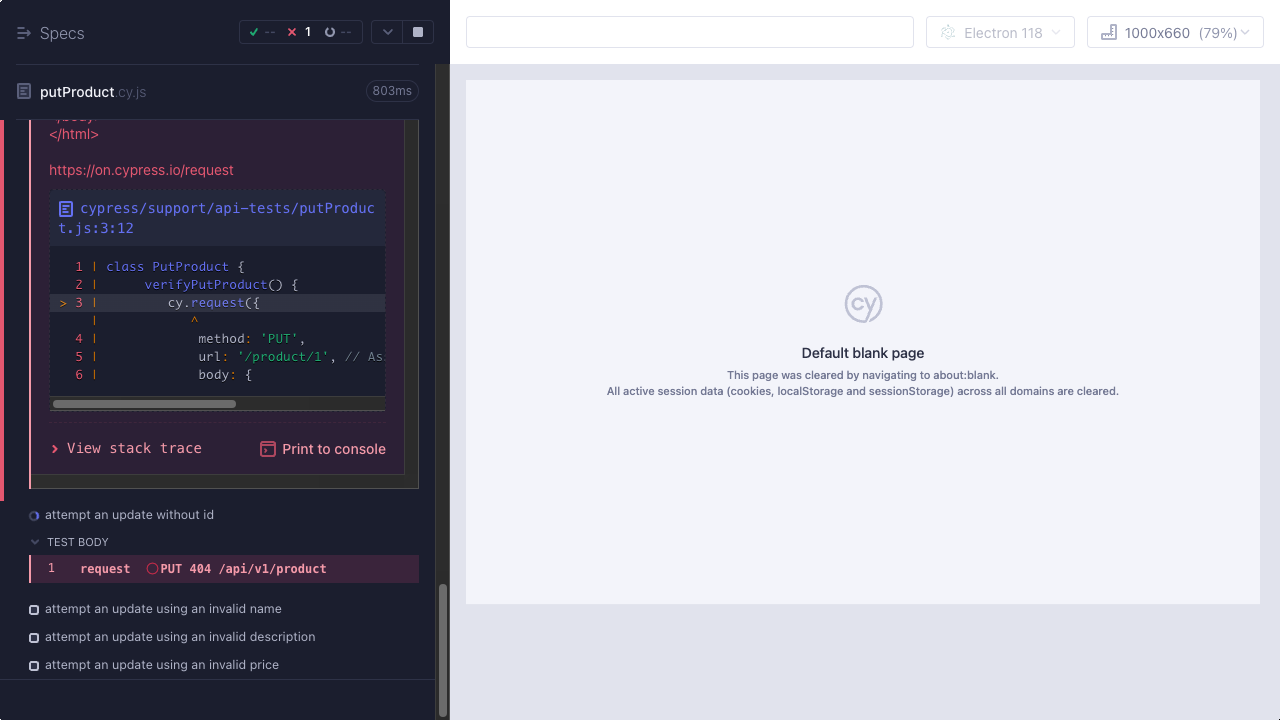 Specs
-- 1 --
putProduct.cy.js
803ms
</body>
</html>
https://on.cypress.io/request
cypress/support/api-tests/putProduc
t.js:3:12
1 | class PutProduct {
2 | verifyPutProduct() {
> 3 | cy.request({
| ^
4 | method: 'PUT',
5 | url: '/product/1', // As
6 | body: {
View stack trace
Print to console
attempt an update without id
TEST BODY
1 request PUT 404 /api/v1/product
attempt an update using an invalid name
attempt an update using an invalid description
attempt an update using an invalid price
Electron 118
1000x660 (79%)
cy
Default blank page
This page was cleared by navigating to about:blank.
All active session data (cookies, localStorage and sessionStorage) across all domains are cleared.